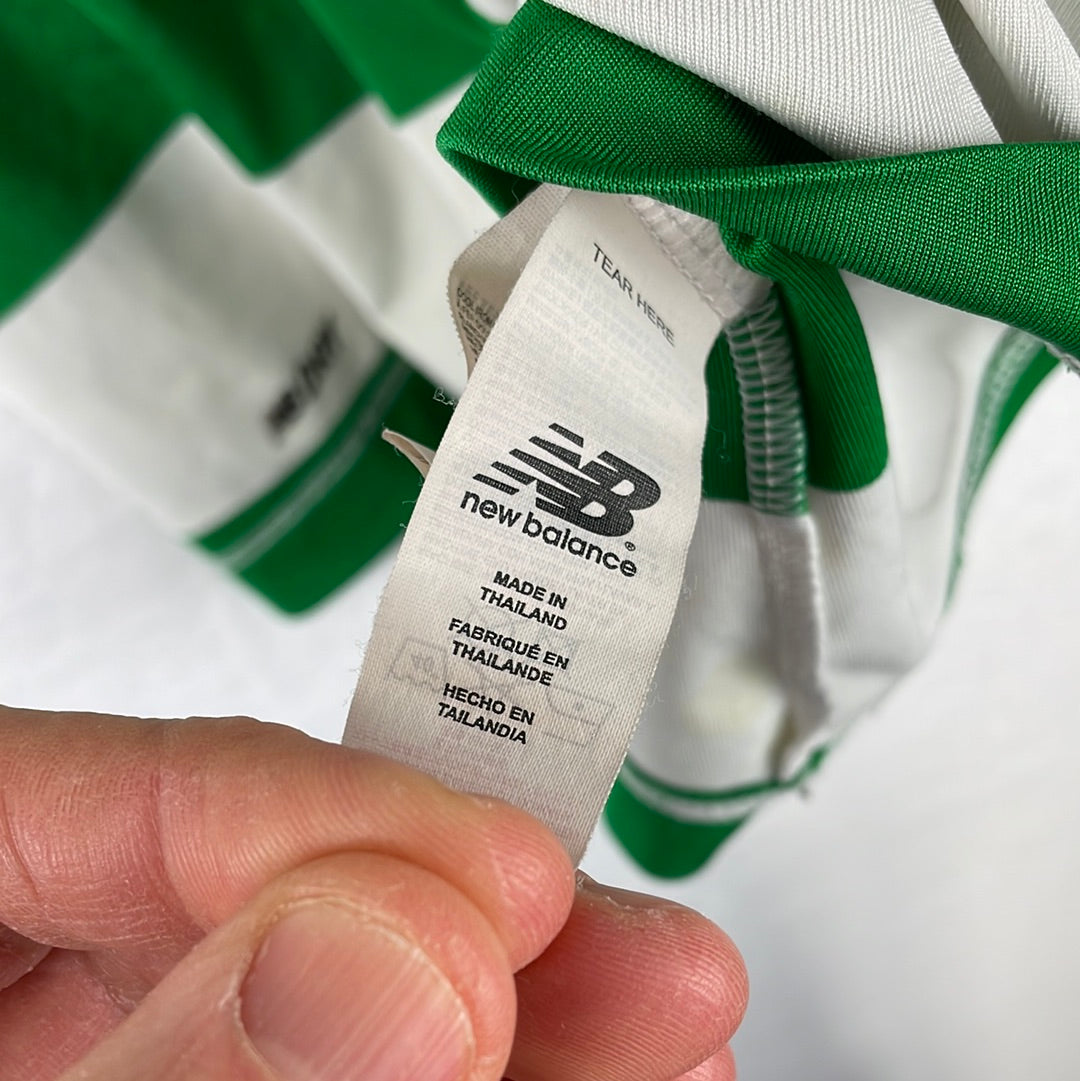 TEAR HERE
NB
new balance®
MADE IN
THAILAND
FABRIQUÉ EN
THAILANDE
HECHO EN
TAILANDIA